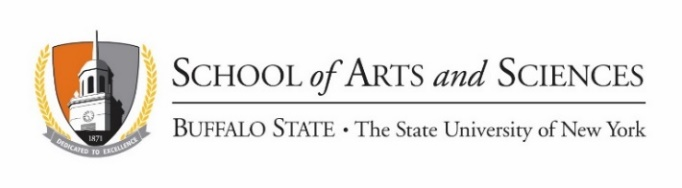 SCHOOL of ARTS and SCIENCES
BUFFALO STATE • The State University of New York
1871
DEDICATED TO EXCELLENCE